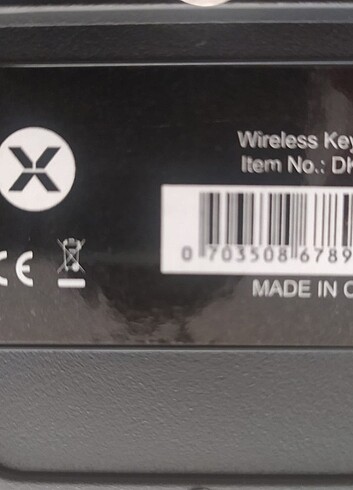 X
Wireless Key
Item No.: DK
0 703508 6789
CE
MADE IN C